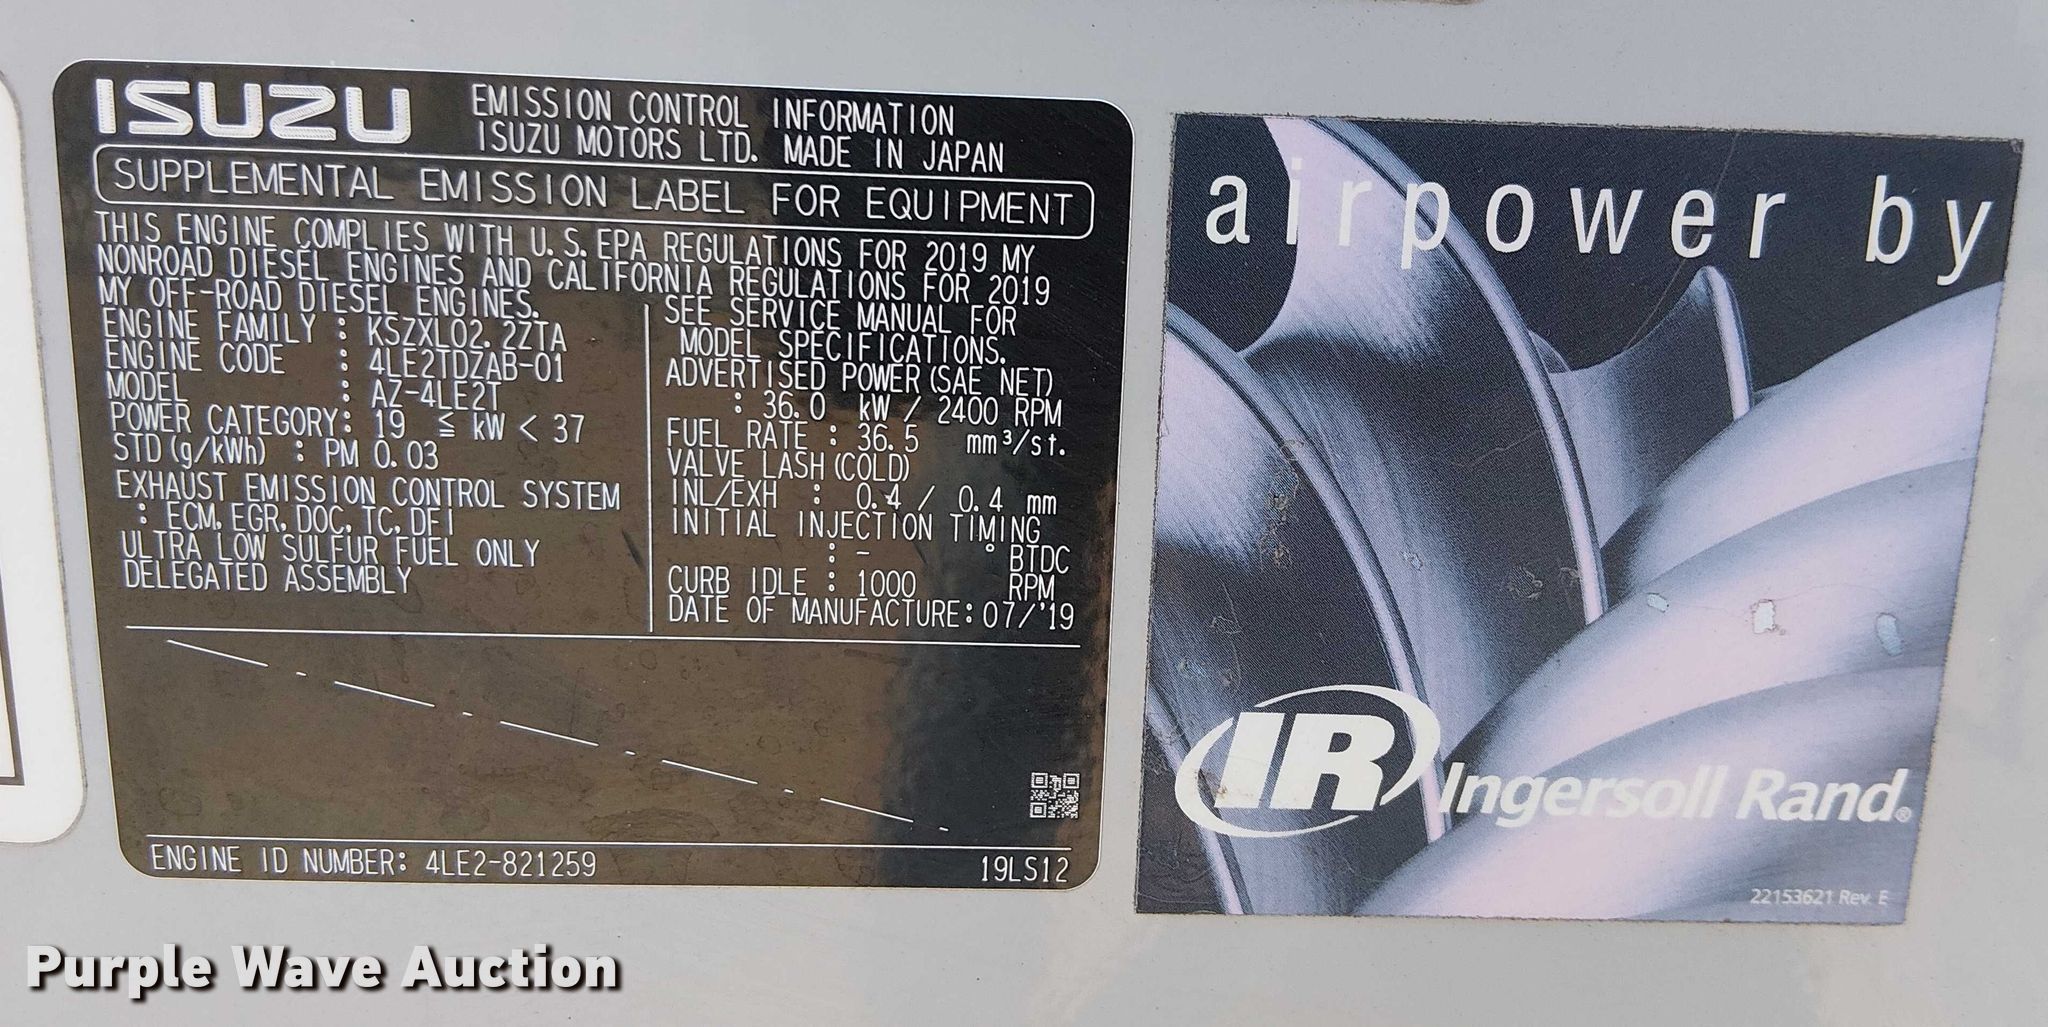 ISUZU
EMISSION CONTROL INFORMATION
ISUZU MOTORS LTD. MADE IN JAPAN
SUPPLEMENTAL EMISSION LABEL FOR EQUIPMENT
THIS ENGINE COMPLIES WITH U.S.EPA REGULATIONS FOR 2019 MY
NONROAD DIESEL ENGINES AND CALIFORNIA REGULATIONS FOR 2019
MY OFF-ROAD DIESEL ENGINES.
ENGINE FAMILY : KSZXL02.2ZTA
ENGINE CODE : 4LE2TDZAB-01
MODEL : AZ-4LE2T
POWER CATEGORY: 19 ≦ kW < 37
STD(g/kWh) : PM 0.03
EXHAUST EMISSION CONTROL SYSTEM
: ECM, EGR, DOC, TC, DFI
ULTRA LOW SULFUR FUEL ONLY
DELEGATED ASSEMBLY
SEE SERVICE MANUAL FOR
MODEL SPECIFICATIONS.
ADVERTISED POWER(SAE NET)
: 36.0 kW / 2400 RPM
FUEL RATE : 36.5 mm³/st.
VALVE LASH(COLD)
INL/EXH : 0.4 / 0.4 mm
INITIAL INJECTION TIMING
: - ° BTDC
CURB IDLE : 1000 RPM
DATE OF MANUFACTURE:07/'19
ENGINE ID NUMBER: 4LE2-821259
19LS12
airpower by
IR Ingersoll Rand®
22153621 Rev. E
Purple Wave Auction